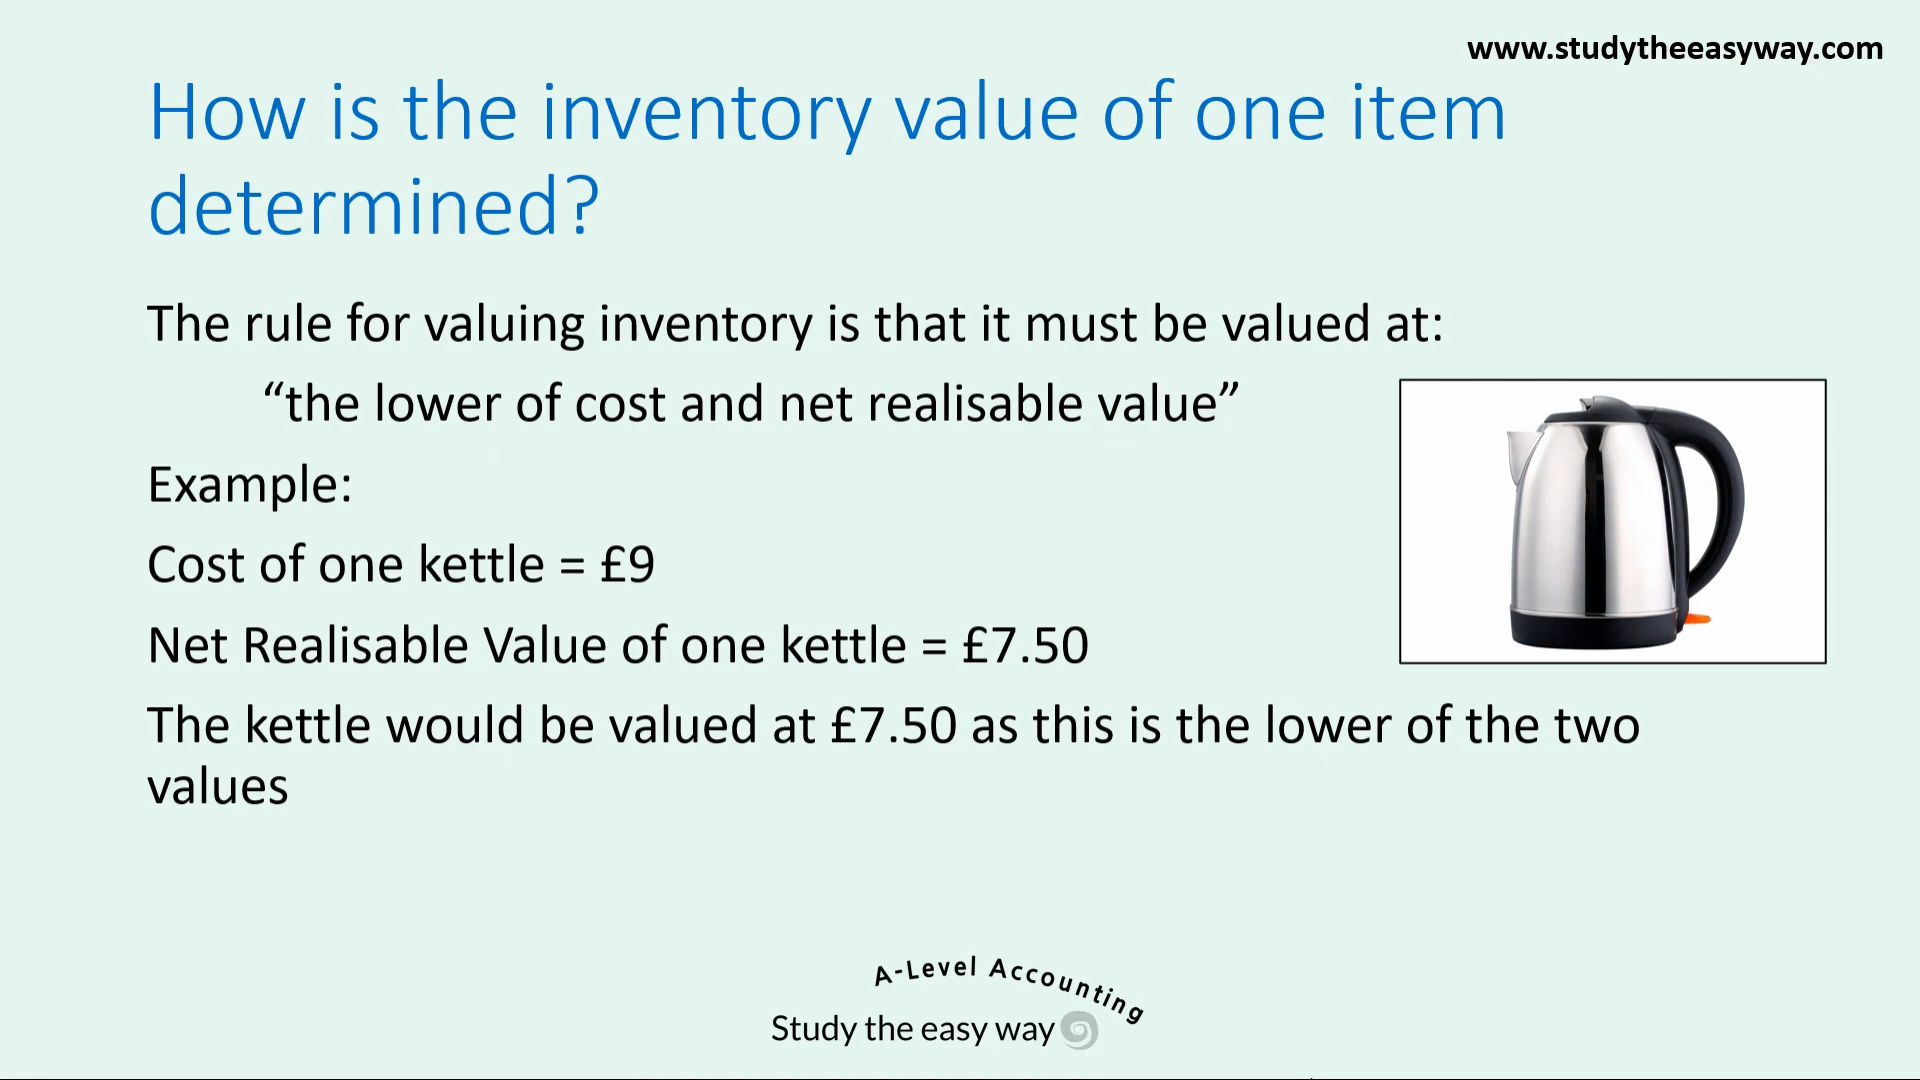 www.studytheeasyway.com
How is the inventory value of one item
determined?
The rule for valuing inventory is that it must be valued at:
“the lower of cost and net realisable value”
Example:
Cost of one kettle = £9
Net Realisable Value of one kettle = £7.50
The kettle would be valued at £7.50 as this is the lower of the two
values
A-Level Accounting
Study the easy way